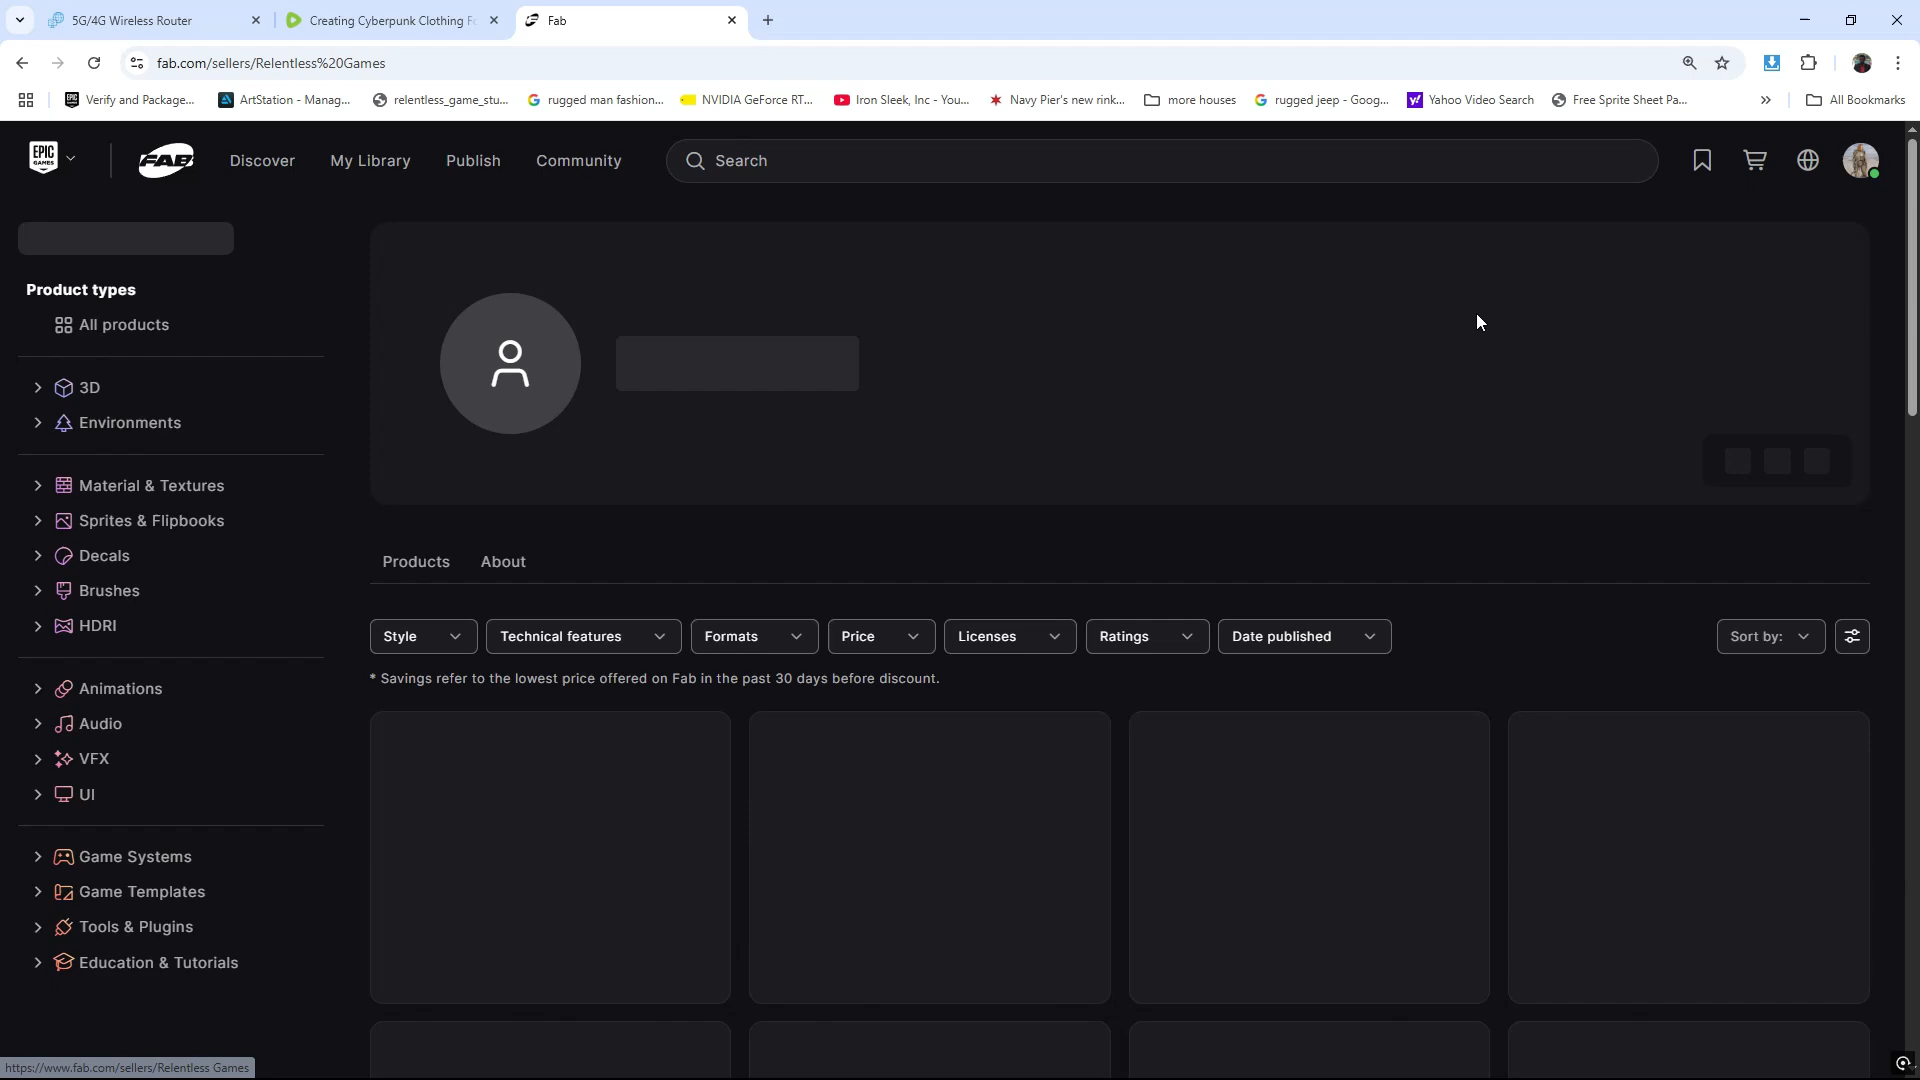 5G/4G Wireless Router
Creating Cyberpunk Clothing F
Fab
fab.com/sellers/Relentless%20Games
Verify and Package...
ArtStation - Manag...
relentless_game_stu...
rugged man fashion...
NVIDIA GeForce RT...
Iron Sleek, Inc - You...
Navy Pier's new rink...
more houses
rugged jeep - Goog...
Yahoo Video Search
Free Sprite Sheet Pa...
All Bookmarks
EPIC GAMES
FAB
Discover
My Library
Publish
Community
Search
Product types
All products
3D
Environments
Material & Textures
Sprites & Flipbooks
Decals
Brushes
HDRI
Animations
Audio
VFX
UI
Game Systems
Game Templates
Tools & Plugins
Education & Tutorials
Products
About
Style
Technical features
Formats
Price
Licenses
Ratings
Date published
Sort by:
* Savings refer to the lowest price offered on Fab in the past 30 days before discount.
https://www.fab.com/sellers/Relentless Games